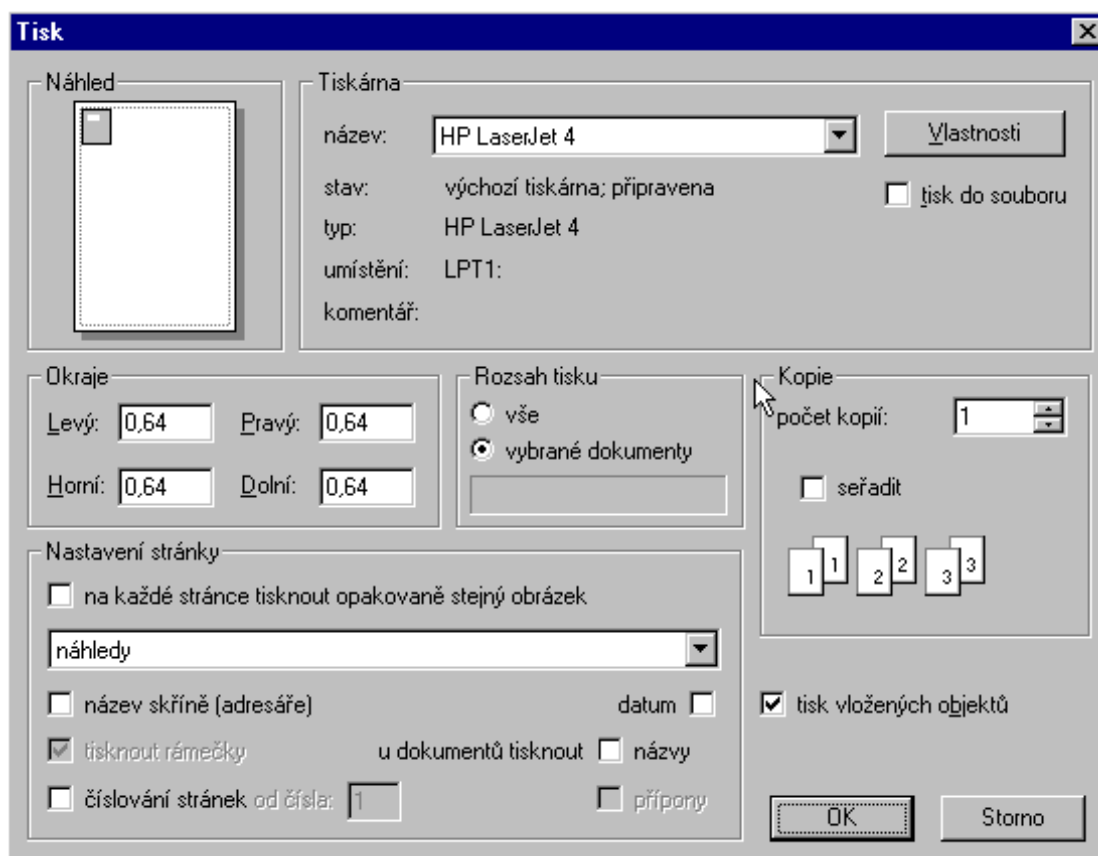 Tisk
Náhled
Tiskárna
název: HP LaserJet 4 Vlastnosti
stav: výchozí tiskárna; připravena tisk do souboru
typ: HP LaserJet 4
umístění: LPT1:
komentář:
Okraje
Levý: 0,64 Pravý: 0,64
Horní: 0,64 Dolní: 0,64
Rozsah tisku
vše
vybrané dokumenty
Kopie
počet kopií: 1
seřadit
1 1 2 2 3 3
Nastavení stránky
na každé stránce tisknout opakovaně stejný obrázek
náhledy
název skříně (adresáře) datum
tisknout rámečky u dokumentů tisknout názvy
číslování stránek od čísla: 1 přípony
tisk vložených objektů
OK Storno